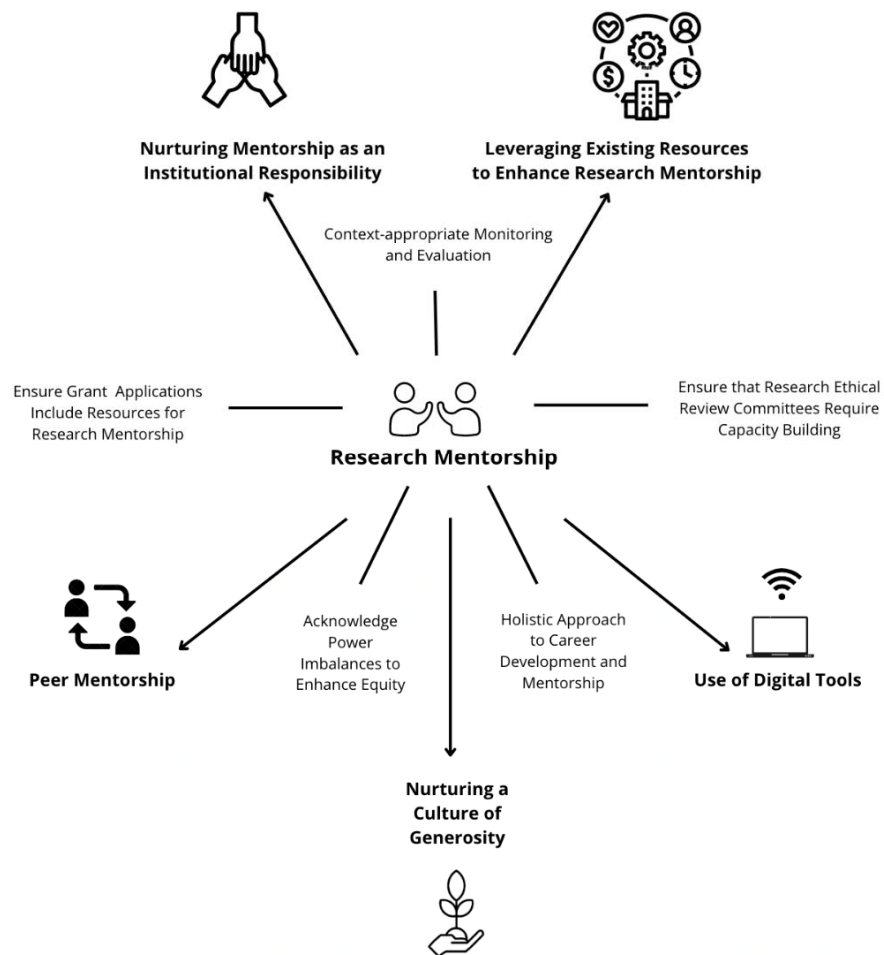 Nurturing Mentorship as an
Institutional Responsibility
Leveraging Existing Resources
to Enhance Research Mentorship
Context-appropriate Monitoring
and Evaluation
Ensure Grant Applications
Include Resources for
Research Mentorship
Ensure that Research Ethical
Review Committees Require
Capacity Building
Research Mentorship
Peer Mentorship
Acknowledge
Power
Imbalances to
Enhance Equity
Holistic Approach
to Career
Development and
Mentorship
Use of Digital Tools
Nurturing a
Culture of
Generosity